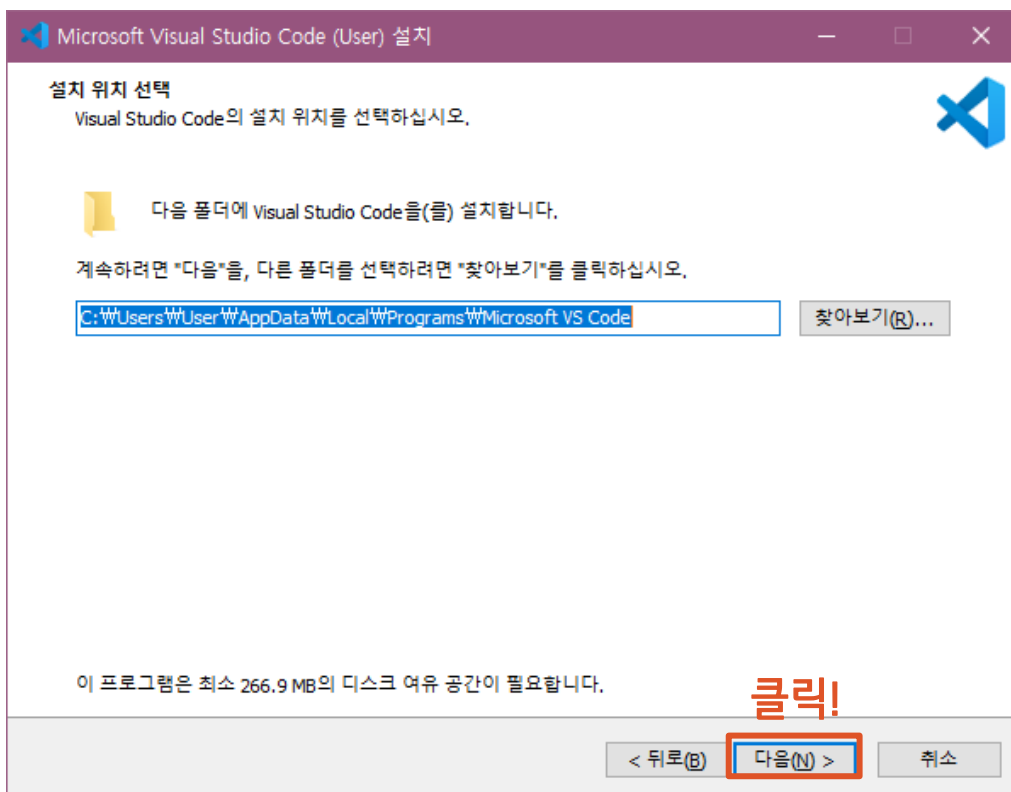 Microsoft Visual Studio Code (User) 설치
설치 위치 선택
Visual Studio Code의 설치 위치를 선택하십시오.
다음 폴더에 Visual Studio Code을(를) 설치합니다.
계속하려면 "다음"을, 다른 폴더를 선택하려면 "찾아보기"를 클릭하십시오.
C:₩Users₩User₩AppData₩Local₩Programs₩Microsoft VS Code
찾아보기(R)...
이 프로그램은 최소 266.9 MB의 디스크 여유 공간이 필요합니다.
클릭!
< 뒤로(B)
다음(N) >
취소